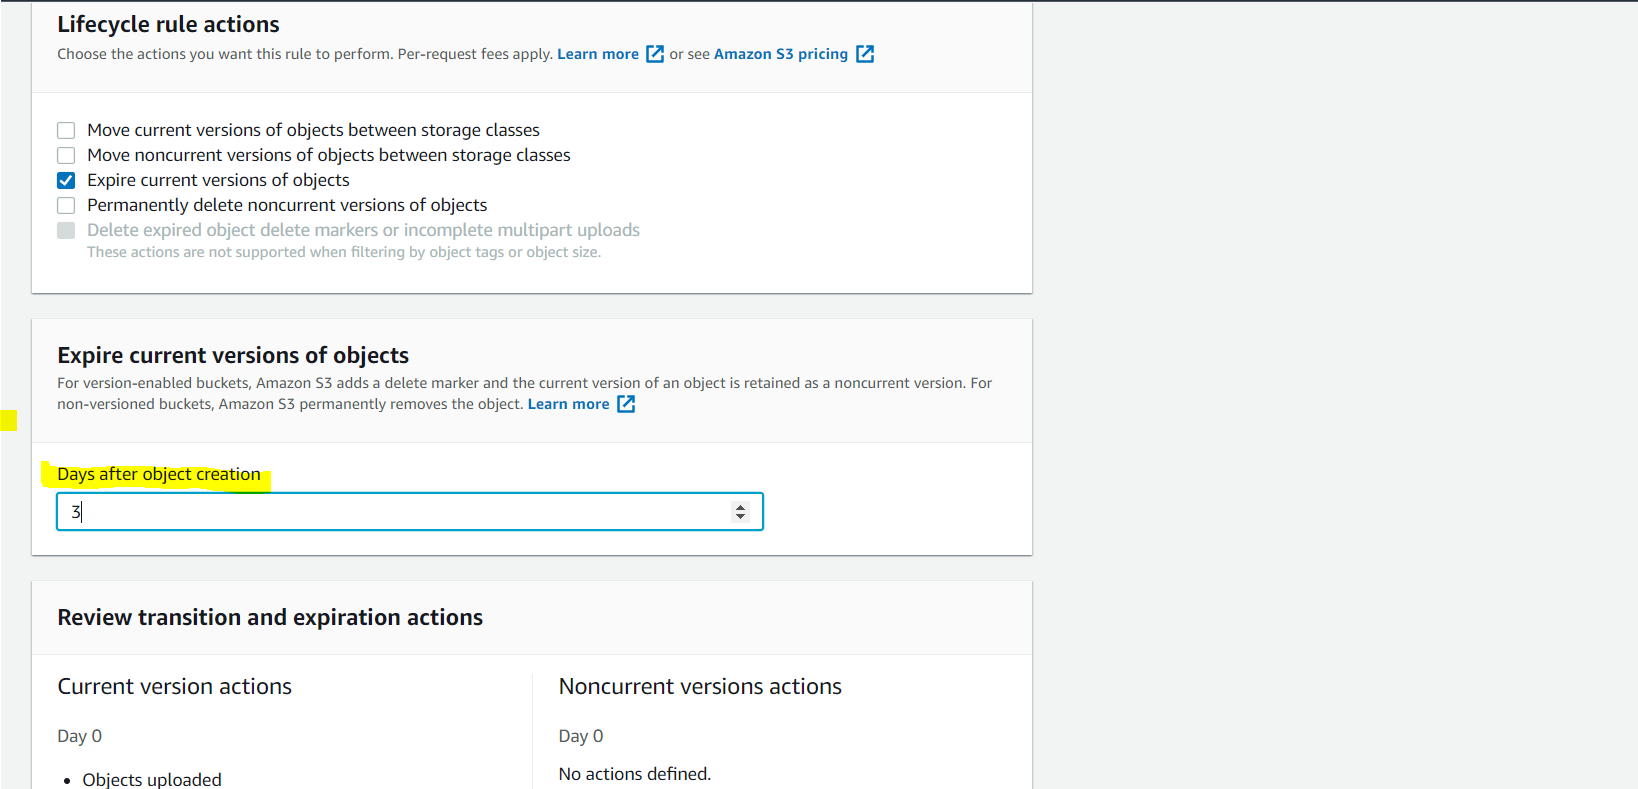 Lifecycle rule actions
Choose the actions you want this rule to perform. Per-request fees apply. Learn more or see Amazon S3 pricing
Move current versions of objects between storage classes
Move noncurrent versions of objects between storage classes
Expire current versions of objects
Permanently delete noncurrent versions of objects
Delete expired object delete markers or incomplete multipart uploads
These actions are not supported when filtering by object tags or object size.
Expire current versions of objects
For version-enabled buckets, Amazon S3 adds a delete marker and the current version of an object is retained as a noncurrent version. For
non-versioned buckets, Amazon S3 permanently removes the object. Learn more
Days after object creation
3
Review transition and expiration actions
Current version actions
Day 0
• Objects uploaded
Noncurrent versions actions
Day 0
No actions defined.